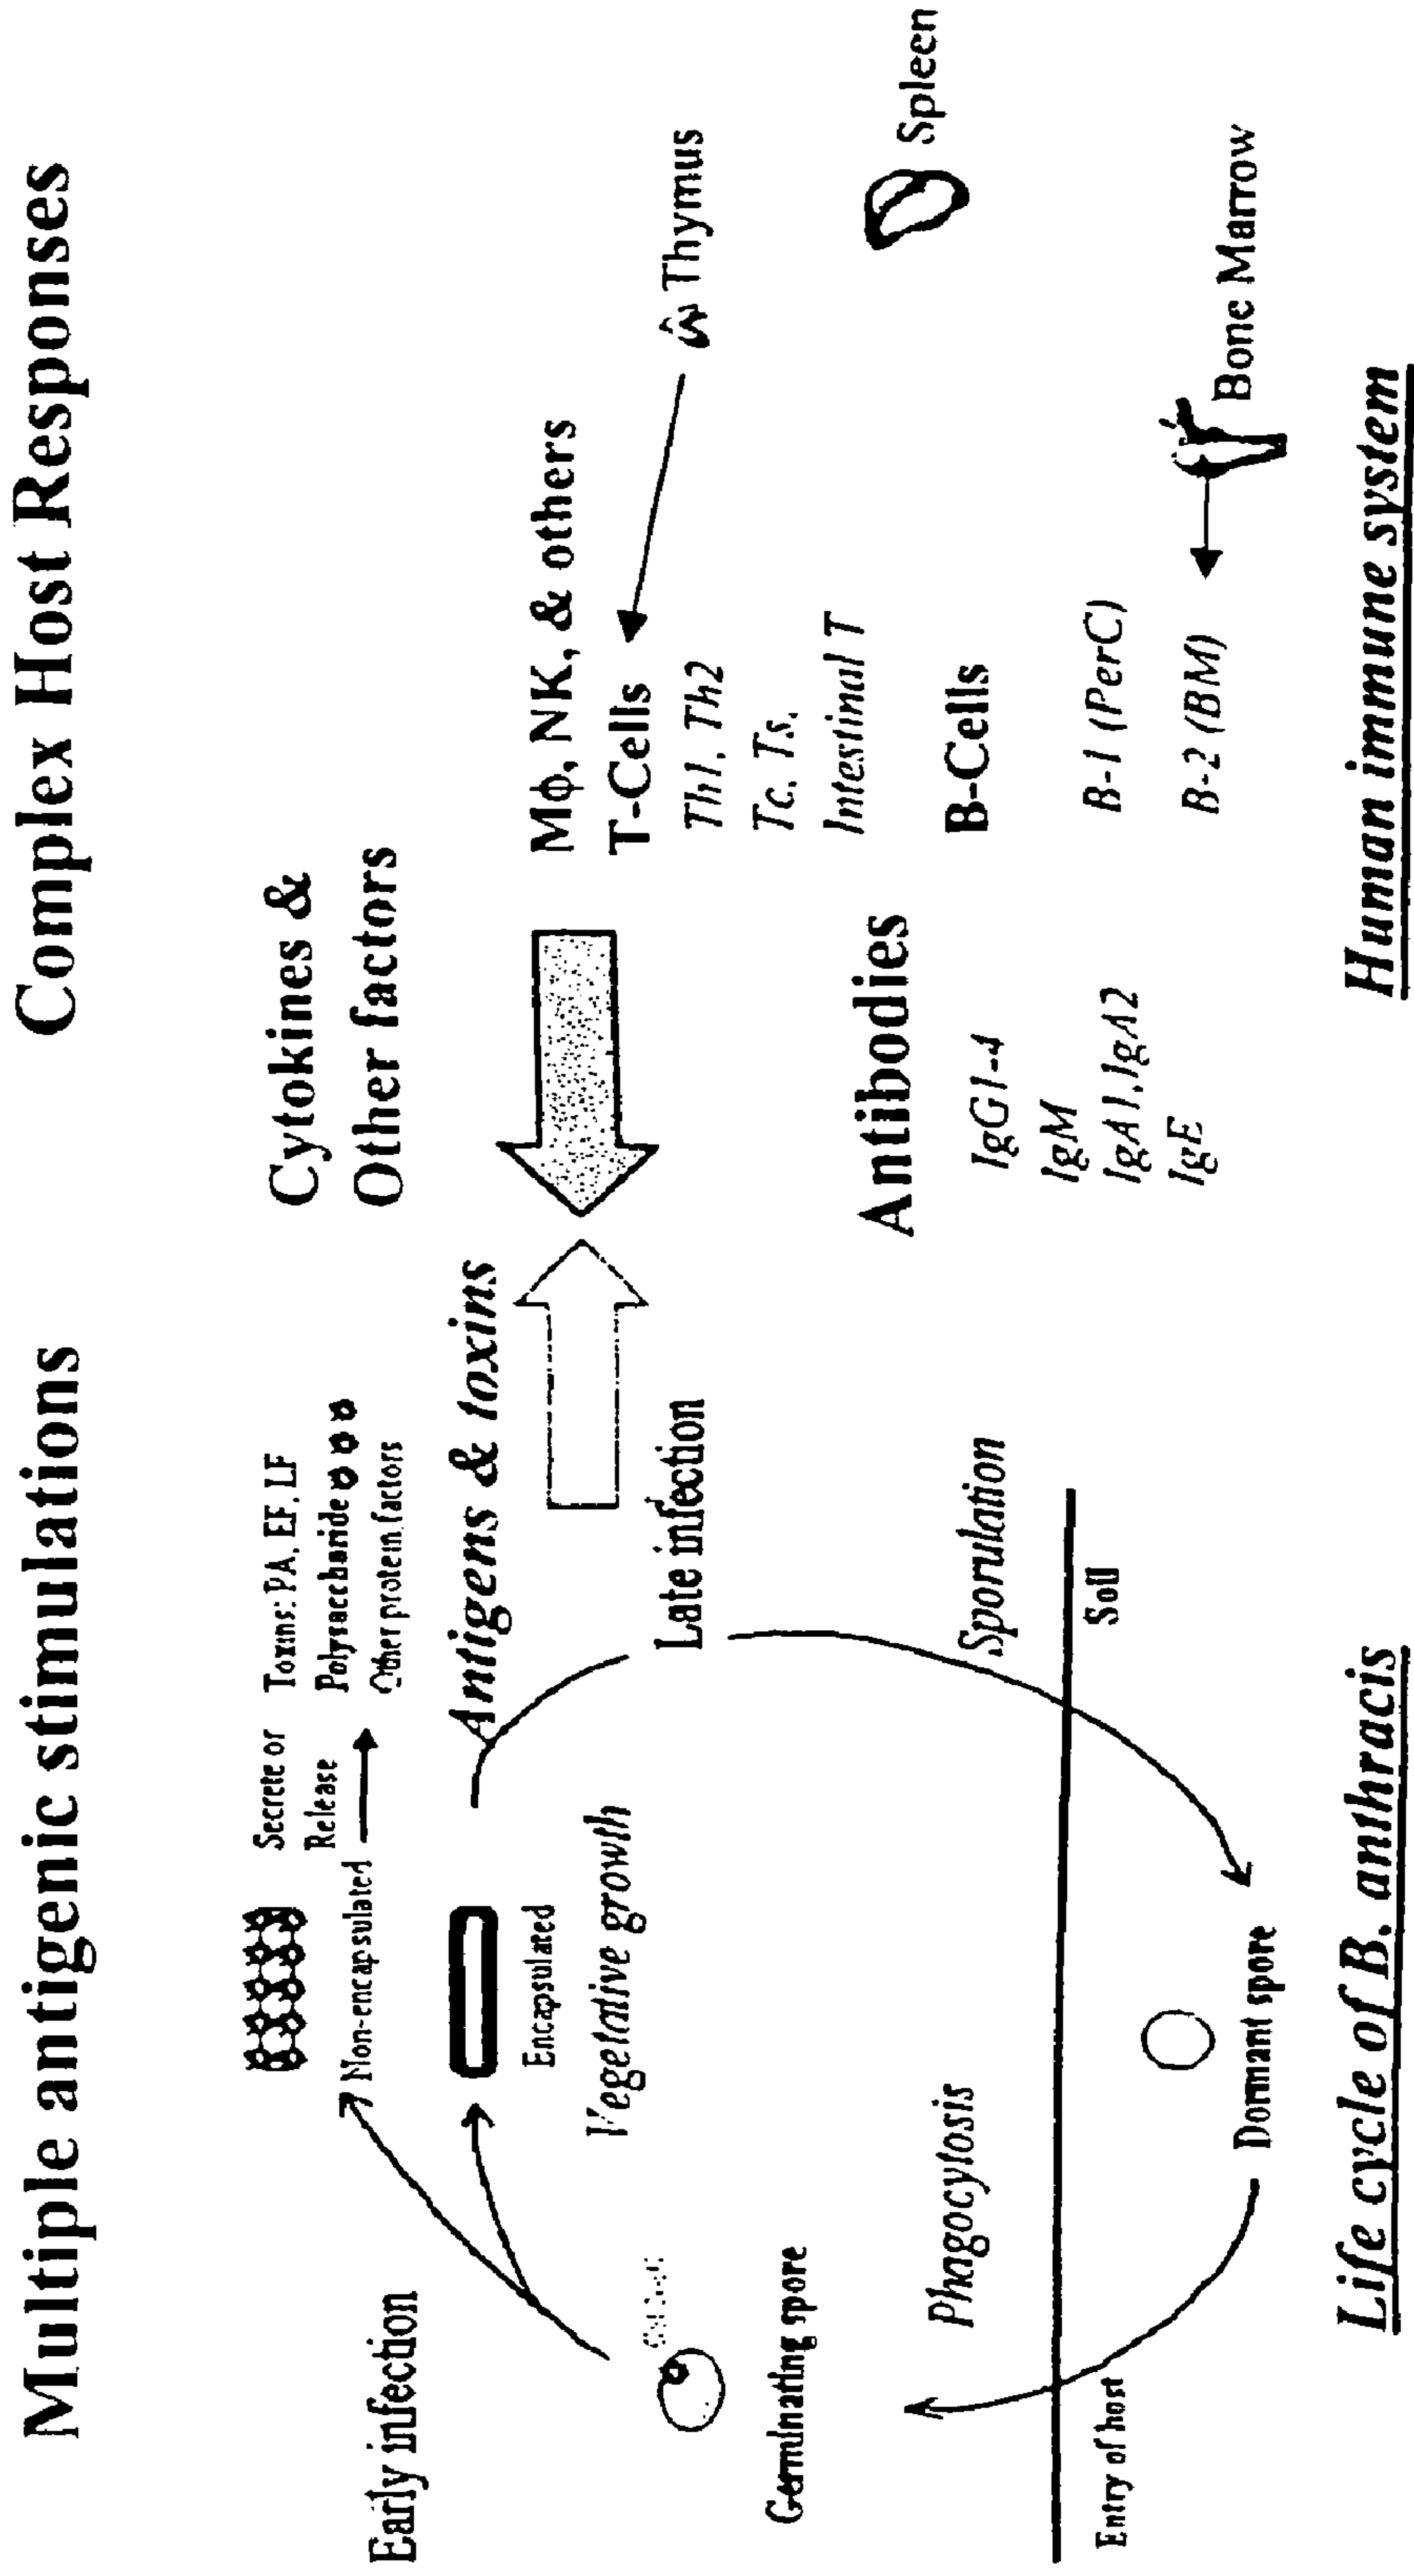 Multiple antigenic stimulations
Complex Host Responses
Early infection
Secrete or
Release
Non-encapsulated
Toxins: PA, EF, LF
Polysaccharide
Other protein factors
Encapsulated
Vegetative growth
Antigens & toxins
Late infection
Germinating spore
Phagocytosis
Sporulation
Entry of host
Soil
Dormant spore
Life cycle of B. anthracis
Cytokines &
Other factors
Mϕ, NK, & others
T-Cells
Th1, Th2
Tc, Ts,
Intestinal T
Thymus
Spleen
Antibodies
IgG1-4
IgM
IgA1,IgA2
IgE
B-Cells
B-1 (PerC)
B-2 (BM)
Bone Marrow
Human immune system